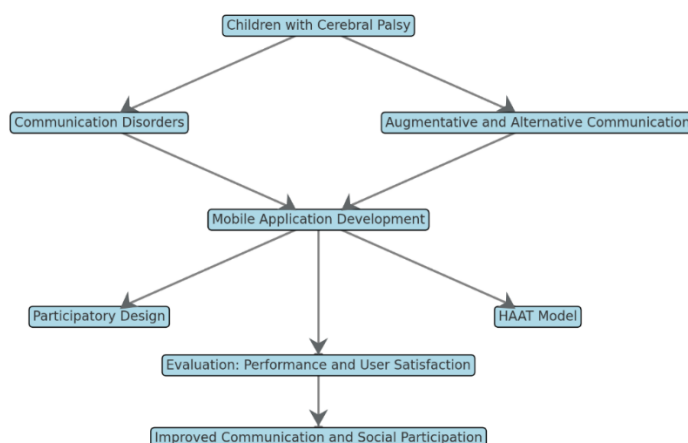 Children with Cerebral Palsy
Communication Disorders
Augmentative and Alternative Communication
Mobile Application Development
Participatory Design
HAAT Model
Evaluation: Performance and User Satisfaction
Improved Communication and Social Participation